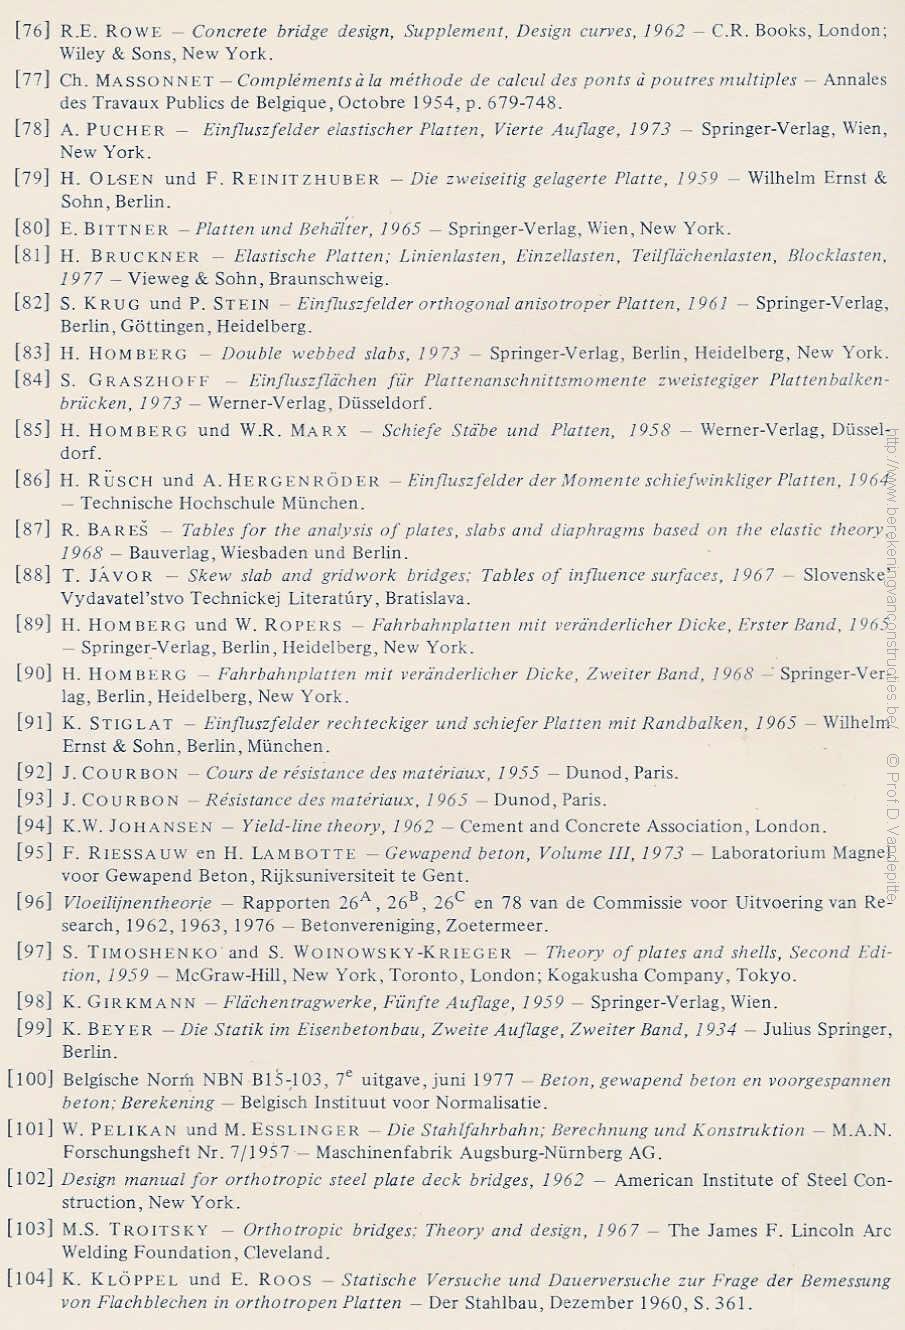 [76] R.E. ROWE – Concrete bridge design, Supplement, Design curves, 1962 – C.R. Books, London;
Wiley & Sons, New York.
[77] Ch. MASSONNET – Compléments à la méthode de calcul des ponts à poutres multiples – Annales
des Travaux Publics de Belgique, Octobre 1954, p. 679-748.
[78] A. PUCHER – Einfluszfelder elastischer Platten, Vierte Auflage, 1973 – Springer-Verlag, Wien,
New York.
[79] H. OLSEN und F. REINITZHUBER – Die zweiseitig gelagerte Platte, 1959 – Wilhelm Ernst &
Sohn, Berlin.
[80] E. BITTNER – Platten und Behälter, 1965 – Springer-Verlag, Wien, New York.
[81] H. BRUCKNER – Elastische Platten; Linienlasten, Einzellasten, Teilflächenlasten, Blocklasten,
1977 – Vieweg & Sohn, Braunschweig.
[82] S. KRUG und P. STEIN – Einfluszfelder orthogonal anisotroper Platten, 1961 – Springer-Verlag,
Berlin, Göttingen, Heidelberg.
[83] H. HOMBERG – Double webbed slabs, 1973 – Springer-Verlag, Berlin, Heidelberg, New York.
[84] S. GRASZHOFF – Einfluszflächen für Plattenanschnittsmomente zweistegiger Plattenbalken-
brücken, 1973 – Werner-Verlag, Düsseldorf.
[85] H. HOMBERG und W.R. MARX – Schiefe Stäbe und Platten, 1958 – Werner-Verlag, Düssel-
dorf.
[86] H. RÜSCH und A. HERGENRÖDER – Einfluszfelder der Momente schiefwinkliger Platten, 1964
– Technische Hochschule München.
[87] R. BAREŠ – Tables for the analysis of plates, slabs and diaphragms based on the elastic theory,
1968 – Bauverlag, Wiesbaden und Berlin.
[88] T. JÁVOR – Skew slab and gridwork bridges; Tables of influence surfaces, 1967 – Slovenske
Vydavatel'stvo Technickej Literatúry, Bratislava.
[89] H. HOMBERG und W. ROPERS – Fahrbahnplatten mit veränderlicher Dicke, Erster Band, 1965
– Springer-Verlag, Berlin, Heidelberg, New York.
[90] H. HOMBERG – Fahrbahnplatten mit veränderlicher Dicke, Zweiter Band, 1968 – Springer-Ver-
lag, Berlin, Heidelberg, New York.
[91] K. STIGLAT – Einfluszfelder rechteckiger und schiefer Platten mit Randbalken, 1965 – Wilhelm
Ernst & Sohn, Berlin, München.
[92] J. COURBON – Cours de résistance des matériaux, 1955 – Dunod, Paris.
[93] J. COURBON – Résistance des matériaux, 1965 – Dunod, Paris.
[94] K.W. JOHANSEN – Yield-line theory, 1962 – Cement and Concrete Association, London.
[95] F. RIESSAUW en H. LAMBOTTE – Gewapend beton, Volume III, 1973 – Laboratorium Magnel
voor Gewapend Beton, Rijksuniversiteit te Gent.
[96] Vloeilijnentheorie – Rapporten 26A, 26B, 26C en 78 van de Commissie voor Uitvoering van Re-
search, 1962, 1963, 1976 – Betonvereniging, Zoetermeer.
[97] S. TIMOSHENKO and S. WOINOWSKY-KRIEGER – Theory of plates and shells, Second Edi-
tion, 1959 – McGraw-Hill, New York, Toronto, London; Kogakusha Company, Tokyo.
[98] K. GIRKMANN – Flächentragwerke, Fünfte Auflage, 1959 – Springer-Verlag, Wien.
[99] K. BEYER – Die Statik im Eisenbetonbau, Zweite Auflage, Zweiter Band, 1934 – Julius Springer,
Berlin.
[100] Belgische Norm NBN B15-103, 7e uitgave, juni 1977 – Beton, gewapend beton en voorgespannen
beton; Berekening – Belgisch Instituut voor Normalisatie.
[101] W. PELIKAN und M. ESSLINGER – Die Stahlfahrbahn; Berechnung und Konstruktion – M.A.N.
Forschungsheft Nr. 7/1957 – Maschinenfabrik Augsburg-Nürnberg AG.
[102] Design manual for orthotropic steel plate deck bridges, 1962 – American Institute of Steel Con-
struction, New York.
[103] M.S. TROITSKY – Orthotropic bridges; Theory and design, 1967 – The James F. Lincoln Arc
Welding Foundation, Cleveland.
[104] K. KLÖPPEL und E. ROOS – Statische Versuche und Dauerversuche zur Frage der Bemessung
von Flachblechen in orthotropen Platten – Der Stahlbau, Dezember 1960, S. 361.
http://www.berekeningvanconstructies.be/ © Prof D. Vandepitte